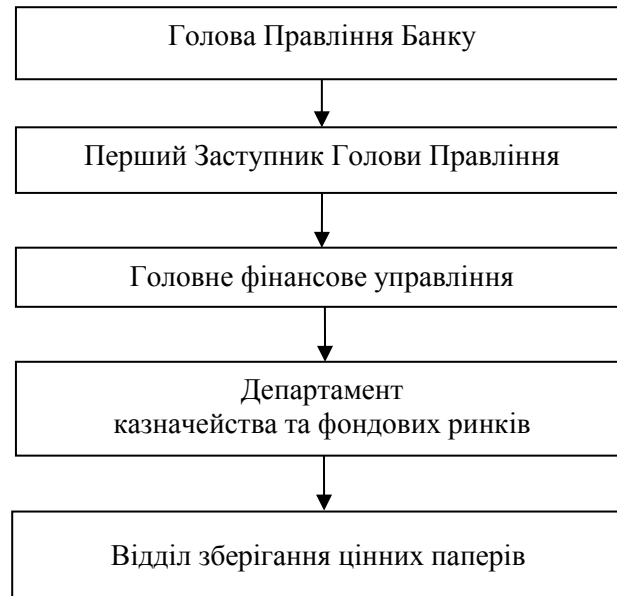 Голова Правління Банку
Перший Заступник Голови Правління
Головне фінансове управління
Департамент
казначейства та фондових ринків
Відділ зберігання цінних паперів